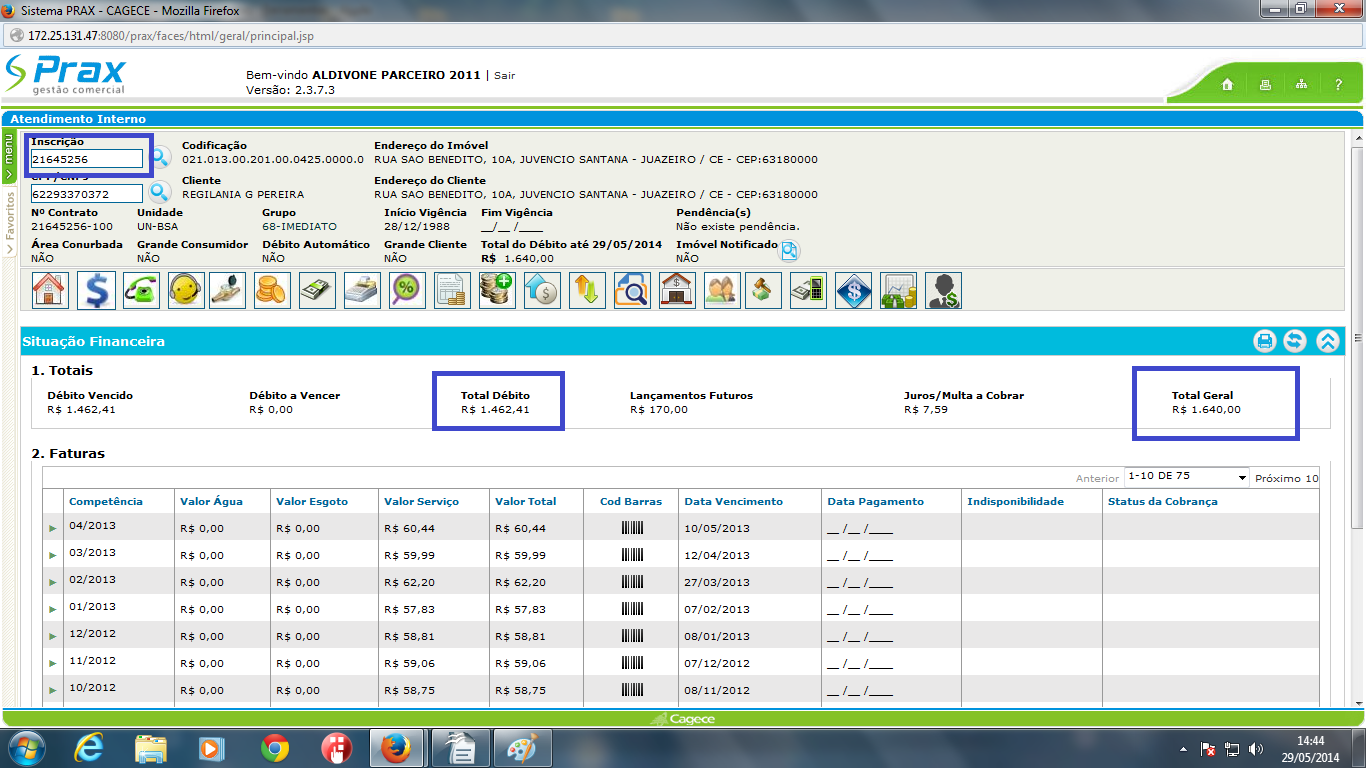 Sistema PRAX - CAGECE - Mozilla Firefox
172.25.131.47:8080/prax/faces/html/geral/principal.jsp
Prax
gestão comercial
Bem-vindo ALDIVONE PARCEIRO 2011 | Sair
Versão: 2.3.7.3
?
Atendimento Interno
menu
Favoritos
Inscrição Codificação Endereço do Imóvel
21645256 021.013.00.201.00.0425.0000.0 RUA SAO BENEDITO, 10A, JUVENCIO SANTANA - JUAZEIRO / CE - CEP:63180000
Cliente Endereço do Cliente
62293370372 REGILANIA G PEREIRA RUA SAO BENEDITO, 10A, JUVENCIO SANTANA - JUAZEIRO / CE - CEP:63180000
Nº Contrato Unidade Grupo Início Vigência Fim Vigência Pendência(s)
21645256-100 UN-BSA 68-IMEDIATO 28/12/1988 __/__ /____ Não existe pendência.
Área Conurbada Grande Consumidor Débito Automático Grande Cliente Total do Débito até 29/05/2014 Imóvel Notificado
NÃO NÃO NÃO NÃO R$ 1.640,00 NÃO
Situação Financeira
1. Totais
Débito Vencido Débito a Vencer Total Débito Lançamentos Futuros Juros/Multa a Cobrar Total Geral
R$ 1.462,41 R$ 0,00 R$ 1.462,41 R$ 170,00 R$ 7,59 R$ 1.640,00
2. Faturas
Anterior 1-10 DE 75 Próximo 10
Competência Valor Água Valor Esgoto Valor Serviço Valor Total Cod Barras Data Vencimento Data Pagamento Indisponibilidade Status da Cobrança
04/2013 R$ 0,00 R$ 0,00 R$ 60,44 R$ 60,44 10/05/2013 __ /__ /____
03/2013 R$ 0,00 R$ 0,00 R$ 59,99 R$ 59,99 12/04/2013 __ /__ /____
02/2013 R$ 0,00 R$ 0,00 R$ 62,20 R$ 62,20 27/03/2013 __ /__ /____
01/2013 R$ 0,00 R$ 0,00 R$ 57,83 R$ 57,83 07/02/2013 __ /__ /____
12/2012 R$ 0,00 R$ 0,00 R$ 58,81 R$ 58,81 08/01/2013 __ /__ /____
11/2012 R$ 0,00 R$ 0,00 R$ 59,06 R$ 59,06 07/12/2012 __ /__ /____
10/2012 R$ 0,00 R$ 0,00 R$ 58,75 R$ 58,75 08/11/2012 __ /__ /____
Cagece
14:44
29/05/2014